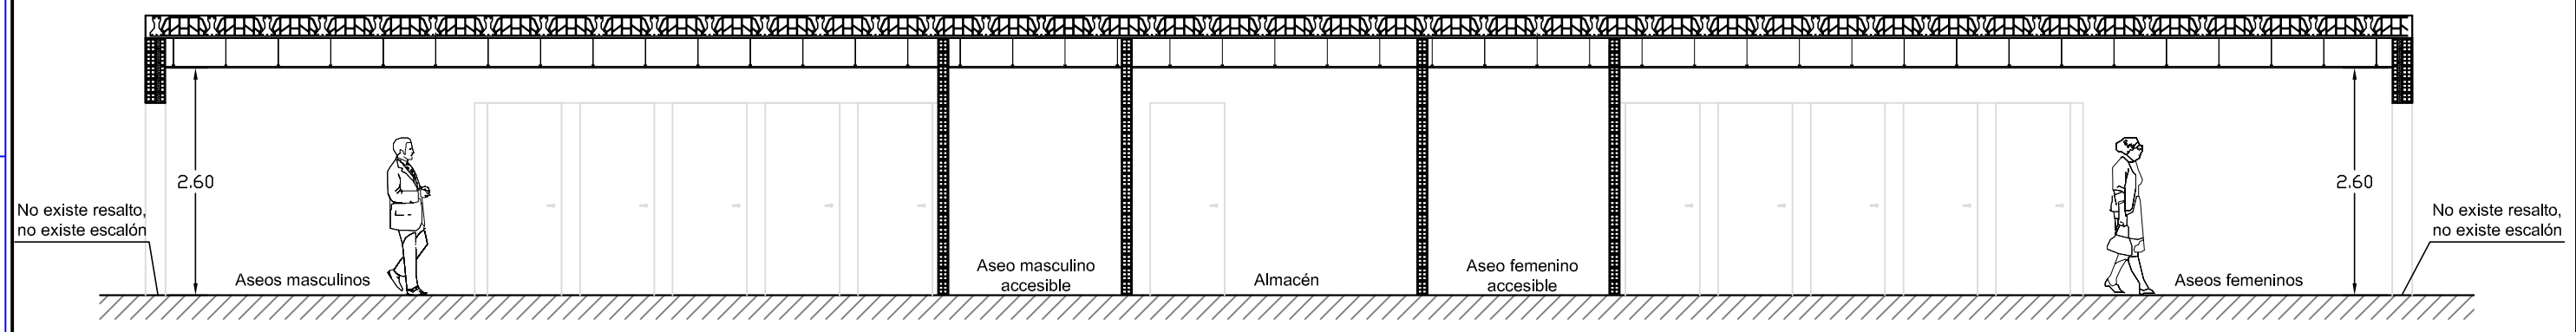 2.60
2.60
No existe resalto,
no existe escalón
No existe resalto,
no existe escalón
Aseos masculinos
Aseo masculino
accesible
Almacén
Aseo femenino
accesible
Aseos femeninos